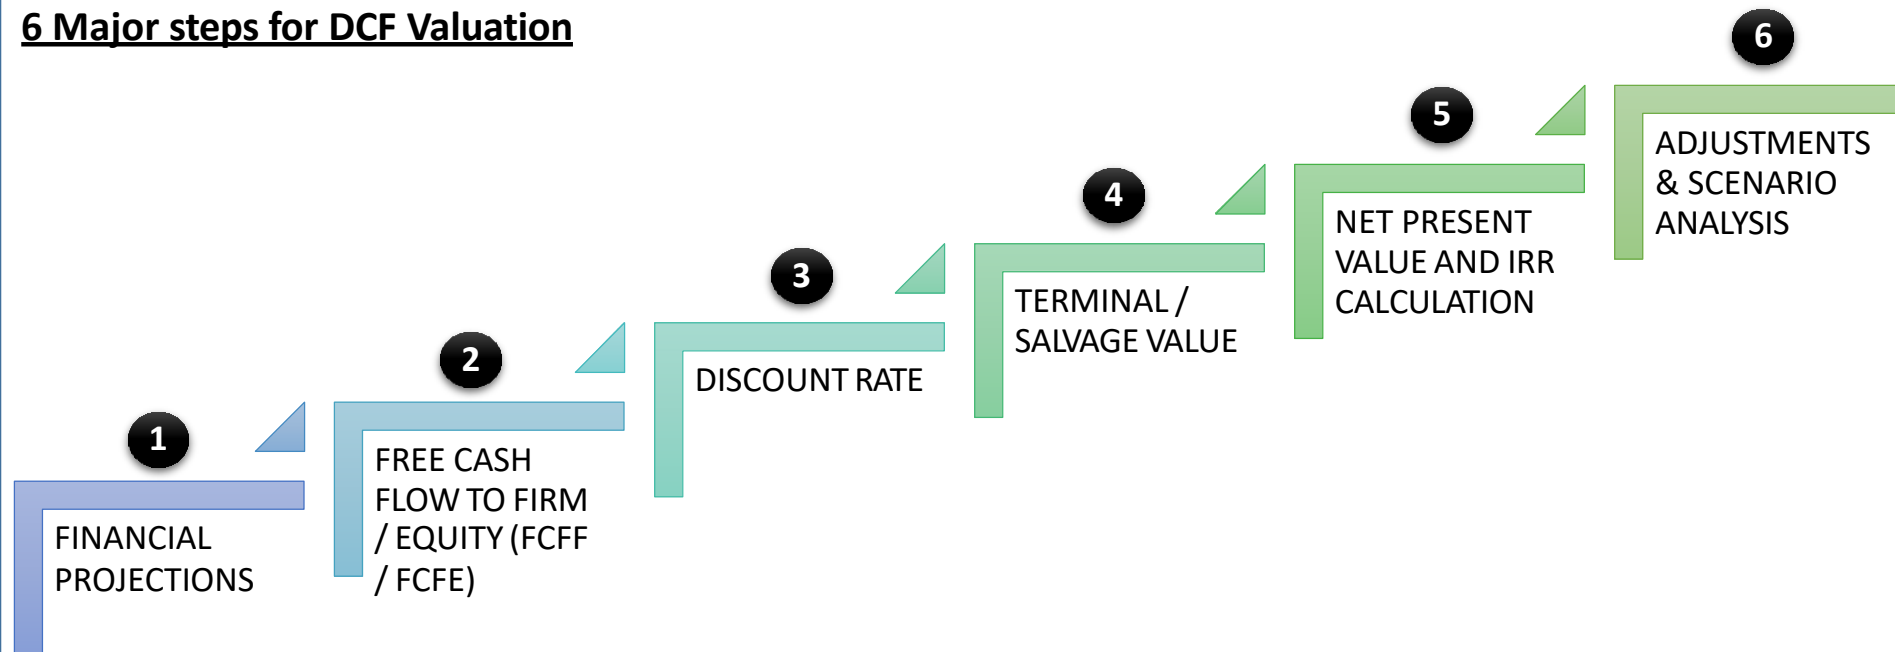 6 Major steps for DCF Valuation
1
FINANCIAL
PROJECTIONS
2
FREE CASH
FLOW TO FIRM
/ EQUITY (FCFF
/ FCFE)
3
DISCOUNT RATE
4
TERMINAL /
SALVAGE VALUE
5
NET PRESENT
VALUE AND IRR
CALCULATION
6
ADJUSTMENTS
& SCENARIO
ANALYSIS